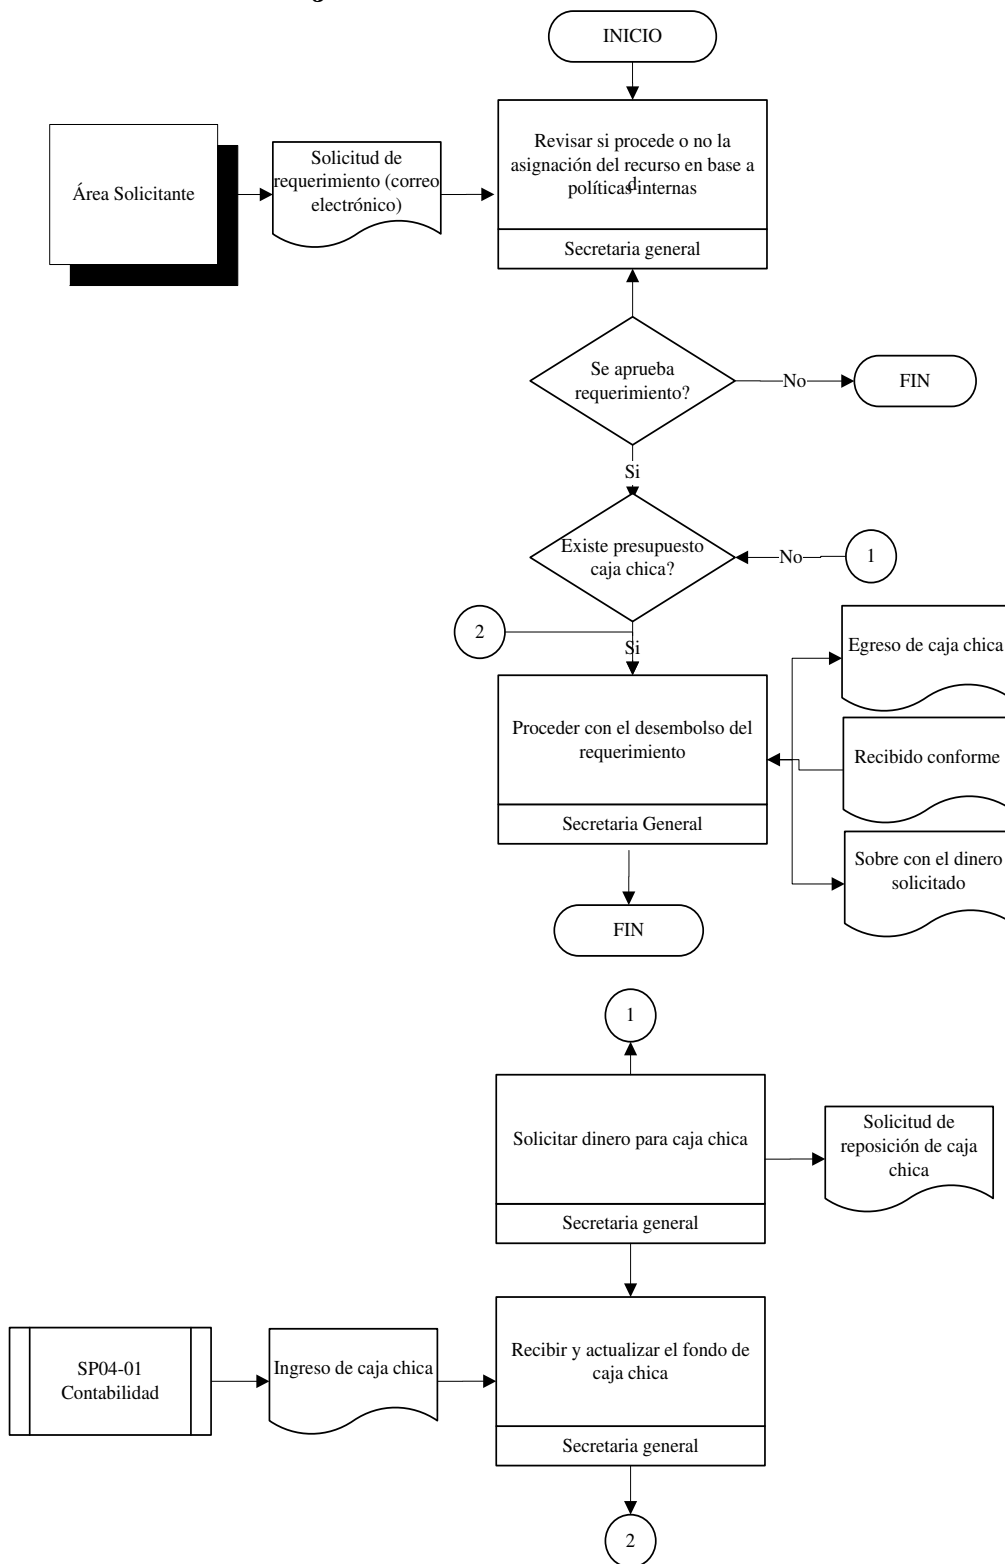 INICIO
Revisar si procede o no la
asignación del recurso en base a
di
políticas internas
Secretaria general
Área Solicitante
Solicitud de
requerimiento (correo
electrónico)
Se aprueba
requerimiento?
No
FIN
Si
Existe presupuesto
caja chica?
No
1
2
Si
Proceder con el desembolso del
requerimiento
Secretaria General
Egreso de caja chica
Recibido conforme
Sobre con el dinero
solicitado
FIN
1
Solicitar dinero para caja chica
Secretaria general
Solicitud de
reposición de caja
chica
SP04-01
Contabilidad
Ingreso de caja chica
Recibir y actualizar el fondo de
caja chica
Secretaria general
2